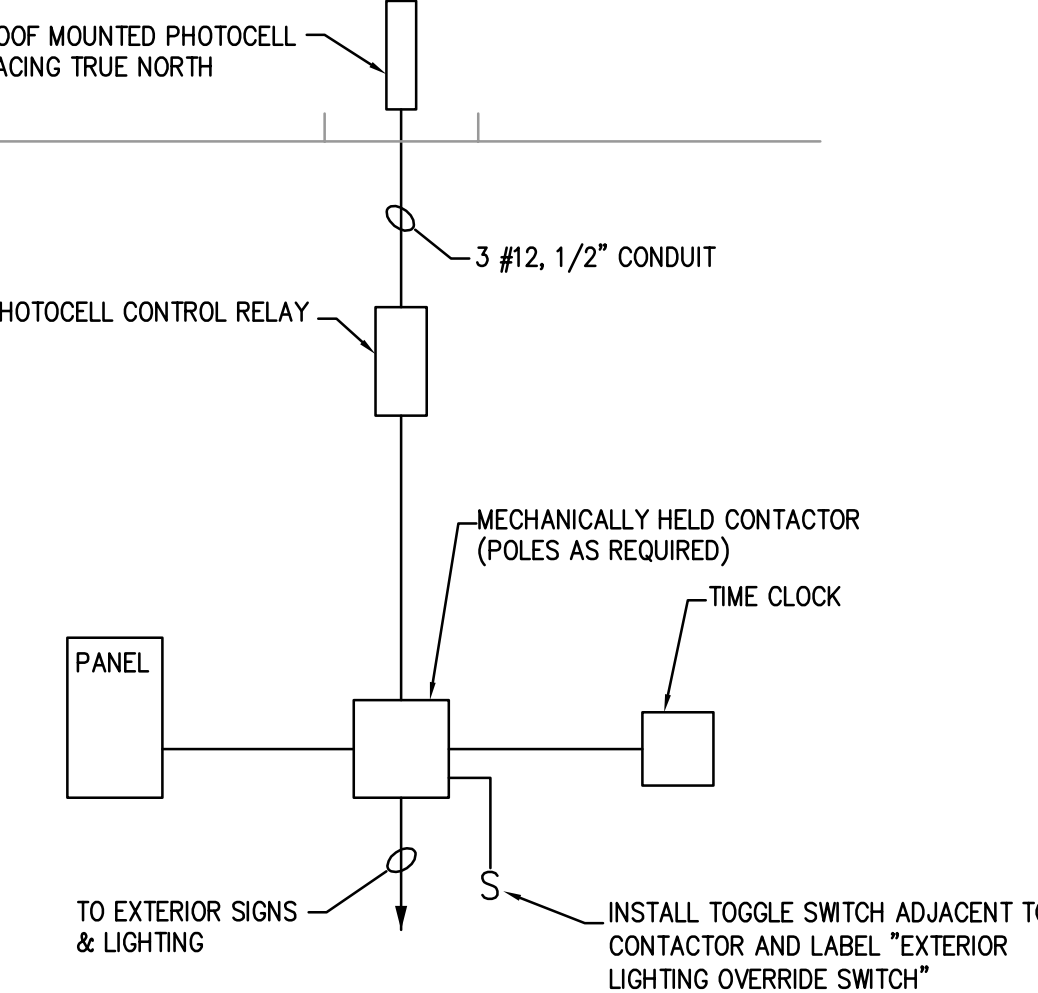 OOF MOUNTED PHOTOCELL
ACING TRUE NORTH
3 #12, 1/2" CONDUIT
HOTOCELL CONTROL RELAY
MECHANICALLY HELD CONTACTOR
(POLES AS REQUIRED)
TIME CLOCK
PANEL
S
TO EXTERIOR SIGNS
& LIGHTING
INSTALL TOGGLE SWITCH ADJACENT TO
CONTACTOR AND LABEL "EXTERIOR
LIGHTING OVERRIDE SWITCH"